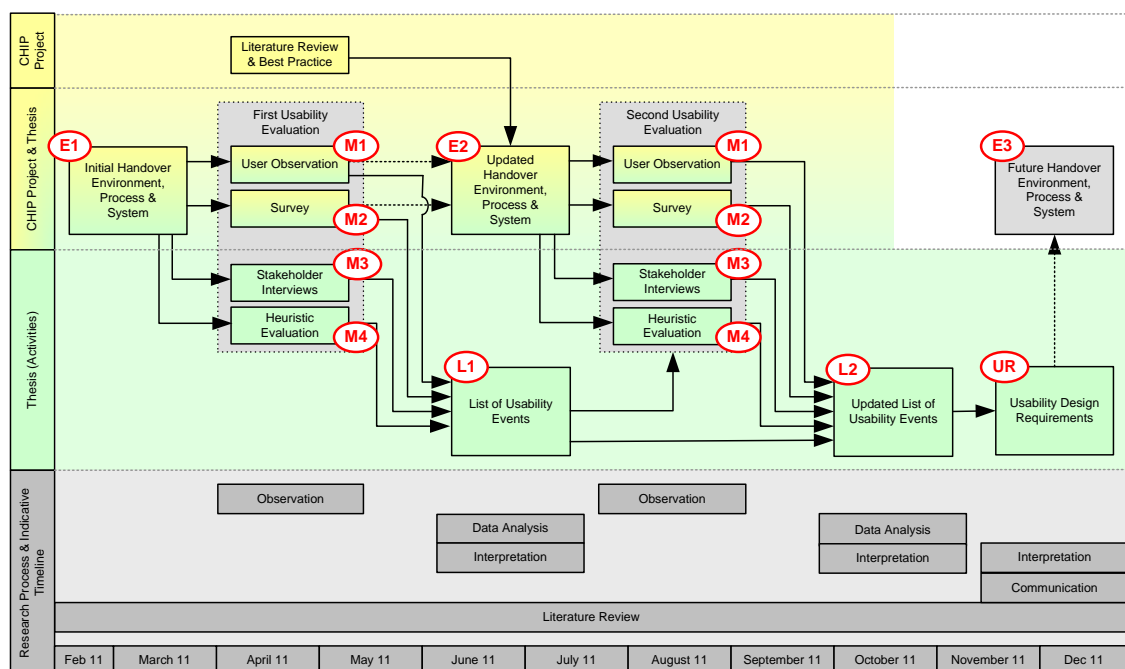 CHIP
Project
Literature Review
& Best Practice
CHIP Project & Thesis
First Usability
Evaluation
Second Usability
Evaluation
E1
Initial Handover
Environment,
Process &
System
M1
User Observation
Survey
M2
E2
Updated
Handover
Environment,
Process &
System
M1
User Observation
Survey
M2
E3
Future Handover
Environment,
Process &
System
Thesis (Activities)
M3
Stakeholder
Interviews
Heuristic
Evaluation
M4
M3
Stakeholder
Interviews
Heuristic
Evaluation
M4
L1
List of Usability
Events
L2
Updated List of
Usability Events
UR
Usability Design
Requirements
Research Process & Indicative
Timeline
Observation
Observation
Data Analysis
Interpretation
Data Analysis
Interpretation
Interpretation
Communication
Literature Review
Feb 11
March 11
April 11
May 11
June 11
July 11
August 11
September 11
October 11
November 11
Dec 11